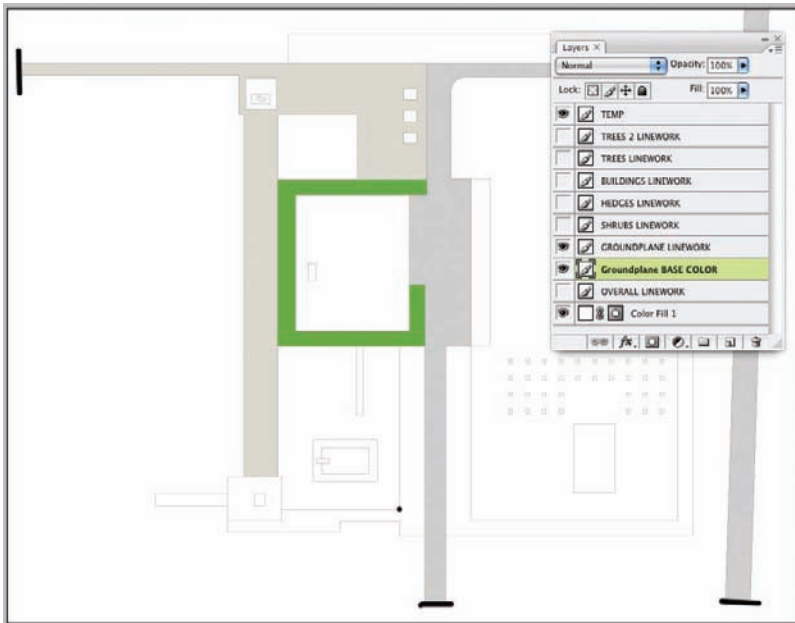 Layers ×
Normal Opacity: 100%
Lock: Fill: 100%
TEMP
TREES 2 LINEWORK
TREES LINEWORK
BUILDINGS LINEWORK
HEDGES LINEWORK
SHRUBS LINEWORK
GROUNDPLANE LINEWORK
Groundplane BASE COLOR
OVERALL LINEWORK
Color Fill 1
fx.